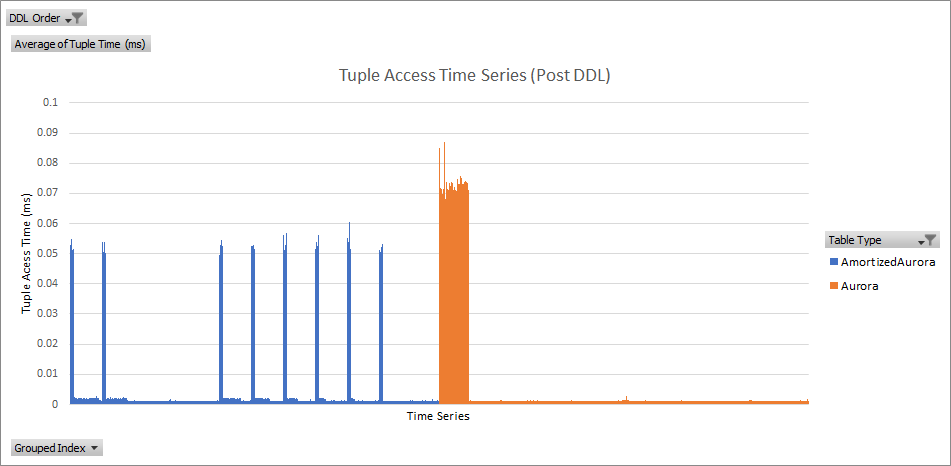 DDL Order
Average of Tuple Time (ms)
Tuple Access Time Series (Post DDL)
0.1
0.09
0.08
0.07
0.06
0.05
0.04
0.03
0.02
0.01
0
Tuple Acess Time (ms)
Time Series
Table Type
AmortizedAurora
Aurora
Grouped Index